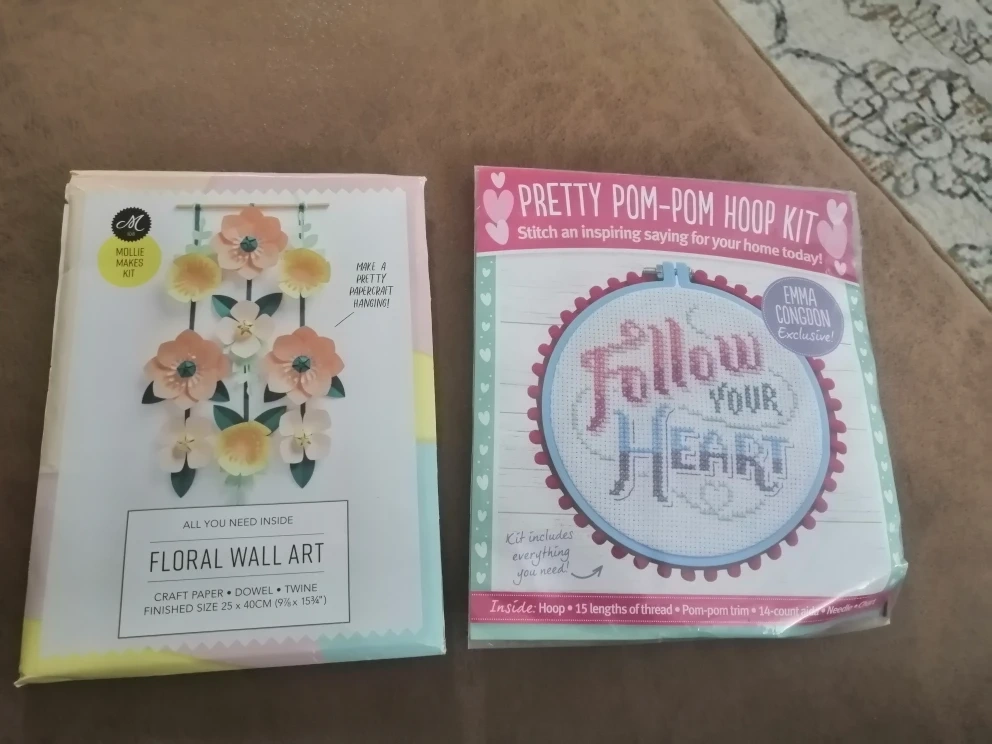 M
MOLLIE
MAKES
KIT
MAKE A
PRETTY
PAPERCRAFT
HANGING!
ALL YOU NEED INSIDE
FLORAL WALL ART
CRAFT PAPER • DOWEL • TWINE
FINISHED SIZE 25 x 40CM (9⅞ x 15¾")
PRETTY POM-POM HOOP KIT
Stitch an inspiring saying for your home today!
EMMA
CONGDON
Exclusive!
Follow
YOUR
HEART
Kit includes
everything
you need!
Inside: Hoop • 15 lengths of thread • Pom-pom trim • 14-count aida • Needle • Chart